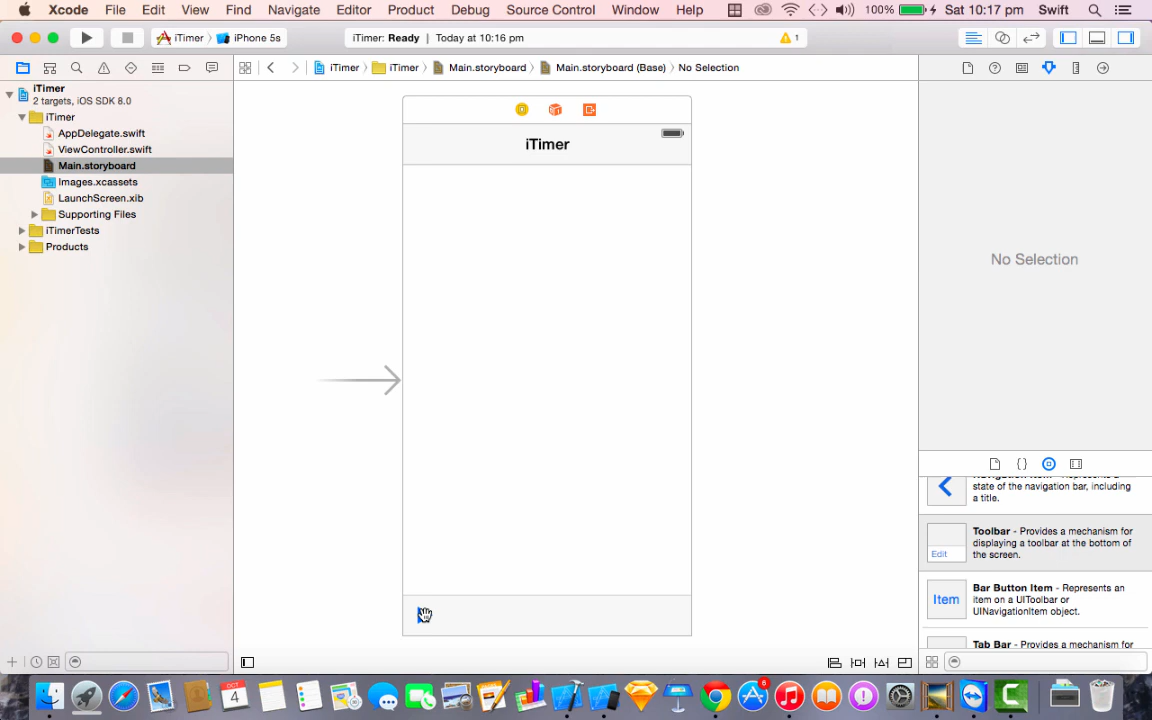 Xcode File Edit View Find Navigate Editor Product Debug Source Control Window Help 100% Sat 10:17 pm Swift
iTimer iPhone 5s iTimer: Ready Today at 10:16 pm 1
iTimer iTimer Main.storyboard Main.storyboard (Base) No Selection
iTimer
2 targets, iOS SDK 8.0
iTimer
AppDelegate.swift
ViewController.swift
Main.storyboard
Images.xcassets
LaunchScreen.xib
Supporting Files
iTimerTests
Products
iTimer
No Selection
state of the navigation bar, including
a title.
Toolbar - Provides a mechanism for
displaying a toolbar at the bottom of
the screen.
Edit
Bar Button Item - Represents an
item on a UIToolbar or
UINavigationItem object.
Item
Tab Bar - Provides a mechanism for
OCT
4
8